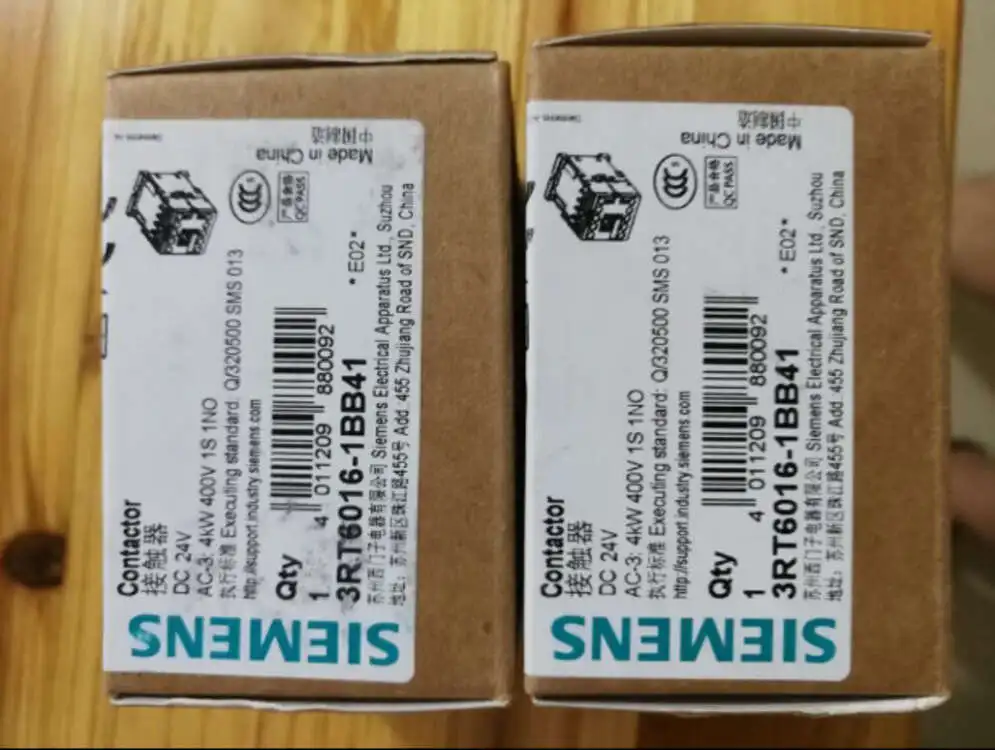 SIEMENS
Contactor
接触器
DC 24V
AC-3: 4kW 400V 1S 1NO
执行标准 Executing standard: Q/320500 SMS 013
http://support.industry.siemens.com
Qty
1
4 011209 880092
3RT6016-1BB41
* E02*
苏州西门子电器有限公司 Siemens Electrical Apparatus Ltd., Suzhou
地址: 苏州新区珠江路455号 Add: 455 Zhujiang Road of SND, China
CCC
产品合格
QC PASS
Made in China
中国制造
SIEMENS
Contactor
接触器
DC 24V
AC-3: 4kW 400V 1S 1NO
执行标准 Executing standard: Q/320500 SMS 013
http://support.industry.siemens.com
Qty
1
4 011209 880092
3RT6016-1BB41
* E02*
苏州西门子电器有限公司 Siemens Electrical Apparatus Ltd., Suzhou
地址: 苏州新区珠江路455号 Add: 455 Zhujiang Road of SND, China
CCC
产品合格
QC PASS
Made in China
中国制造